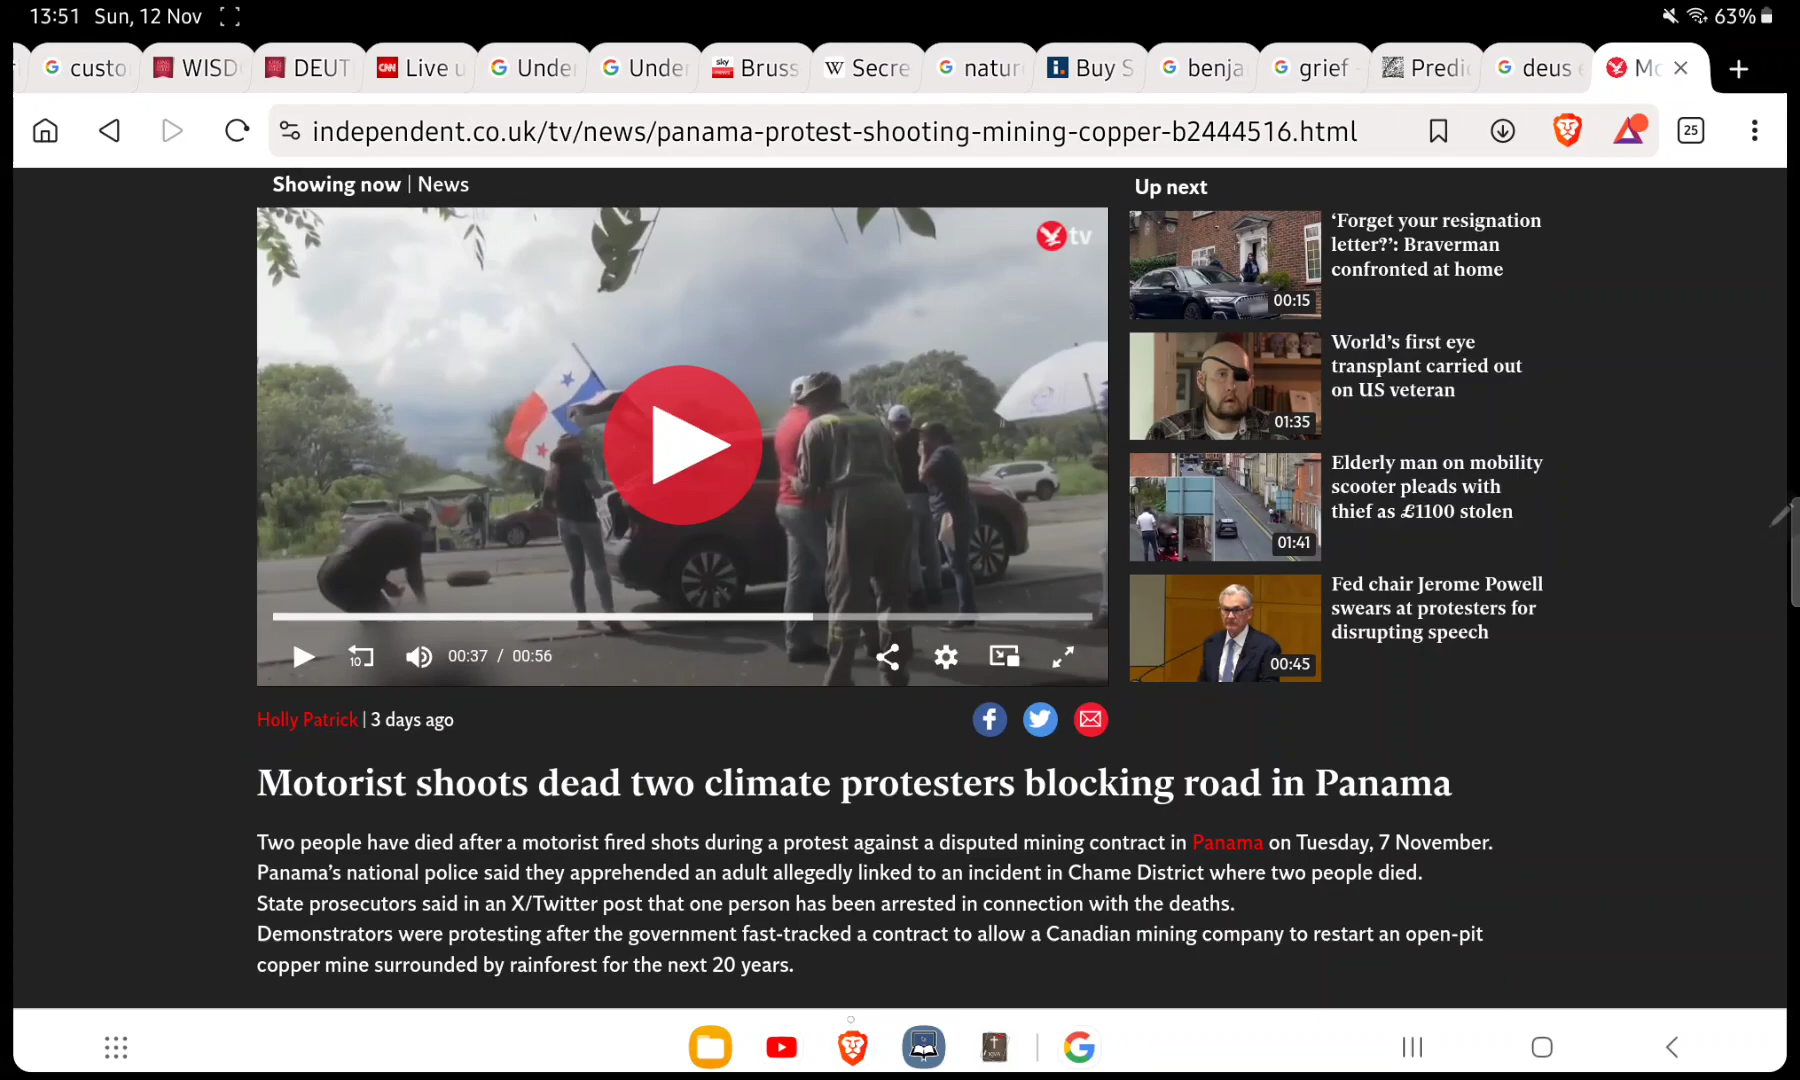 13:51 Sun, 12 Nov
63%
custo
WISD
DEUT
CNN Live u
Under
Under
sky news Bruss
W Secre
natur
i. Buy S
benja
grief
Predi
deus
Mo
independent.co.uk/tv/news/panama-protest-shooting-mining-copper-b2444516.html
25
Showing now | News
tv
10
00:37 / 00:56
Up next
‘Forget your resignation
letter?’: Braverman
confronted at home
00:15
World’s first eye
transplant carried out
on US veteran
01:35
Elderly man on mobility
scooter pleads with
thief as £1100 stolen
01:41
Fed chair Jerome Powell
swears at protesters for
disrupting speech
00:45
Holly Patrick | 3 days ago
Motorist shoots dead two climate protesters blocking road in Panama
Two people have died after a motorist fired shots during a protest against a disputed mining contract in Panama on Tuesday, 7 November.
Panama’s national police said they apprehended an adult allegedly linked to an incident in Chame District where two people died.
State prosecutors said in an X/Twitter post that one person has been arrested in connection with the deaths.
Demonstrators were protesting after the government fast-tracked a contract to allow a Canadian mining company to restart an open-pit
copper mine surrounded by rainforest for the next 20 years.